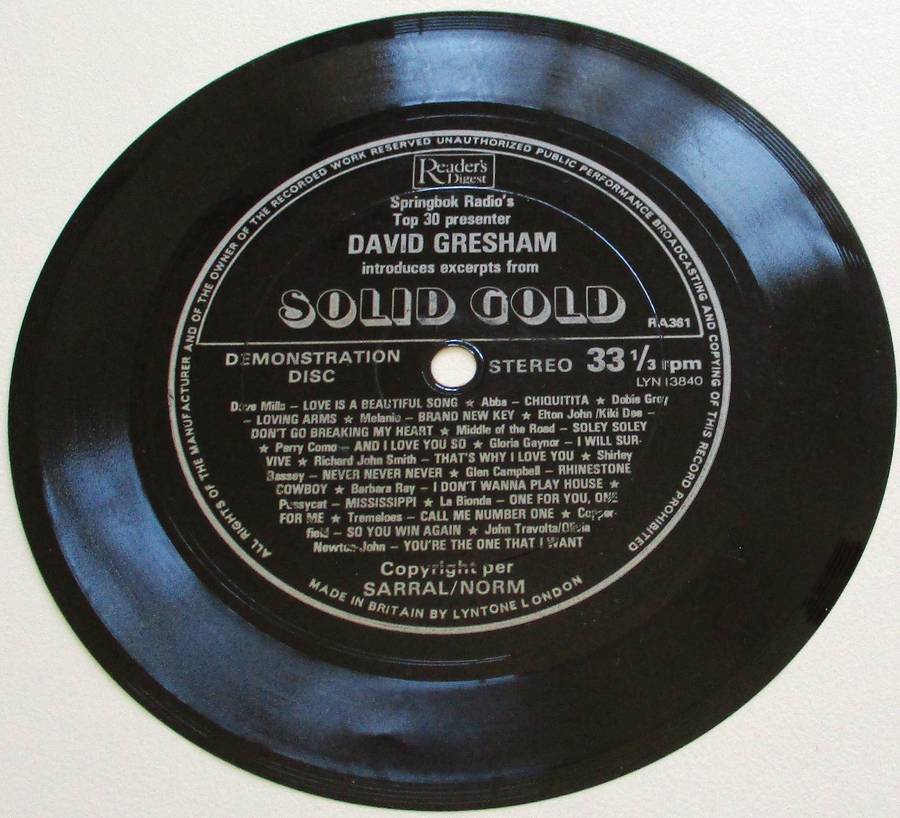 ALL RIGHTS OF THE MANUFACTURER AND OF THE OWNER OF THE RECORDED WORK RESERVED UNAUTHORIZED PUBLIC PERFORMANCE BROADCASTING AND COPYING OF THIS RECORD PROHIBITED
Reader's
Digest
Springbok Radio's
Top 30 presenter
DAVID GRESHAM
introduces excerpts from
SOLID GOLD
RA361
DEMONSTRATION
DISC
STEREO 33 1/3 rpm
LYN 13840
Dave Mills – LOVE IS A BEAUTIFUL SONG ★ Abba – CHIQUITITA ★ Dobie Grey
– LOVING ARMS ★ Melanie – BRAND NEW KEY ★ Elton John /Kiki Dee –
DON'T GO BREAKING MY HEART ★ Middle of the Road – SOLEY SOLEY
★ Perry Como – AND I LOVE YOU SO ★ Gloria Gaynor – I WILL SUR-
VIVE ★ Richard John Smith – THAT'S WHY I LOVE YOU ★ Shirley
Bassey – NEVER NEVER NEVER ★ Glen Campbell – RHINESTONE
COWBOY ★ Barbara Ray – I DON'T WANNA PLAY HOUSE ★
Pussycat – MISSISSIPPI ★ La Bionda – ONE FOR YOU, ONE
FOR ME ★ Tremeloes – CALL ME NUMBER ONE ★ Copper-
field – SO YOU WIN AGAIN ★ John Travolta/Olivia
Newton-John – YOU'RE THE ONE THAT I WANT
Copyright per
SARRAL/NORM
MADE IN BRITAIN BY LYNTONE LONDON